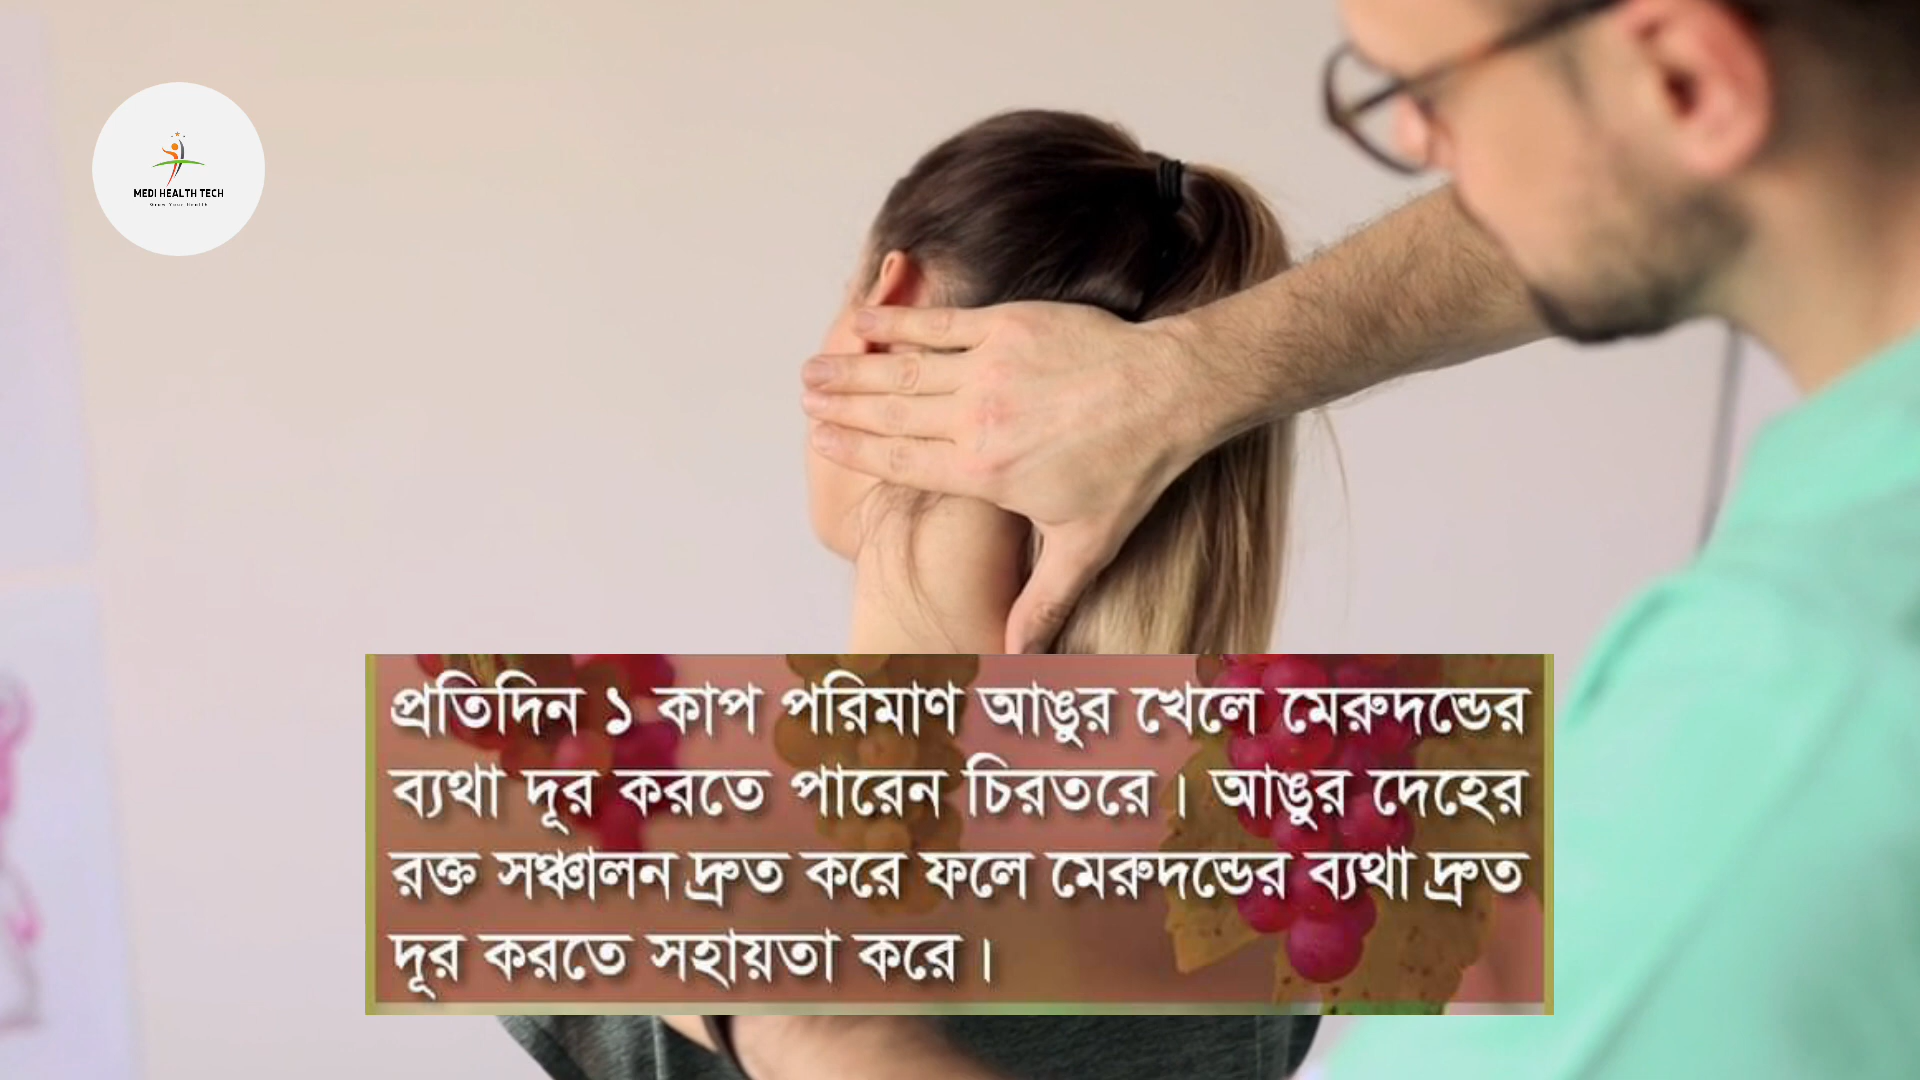 MEDI HEALTH TECH
প্রতিদিন ১ কাপ পরিমাণ আঙুর খেলে মেরুদন্ডের
ব্যথা দূর করতে পারেন চিরতরে। আঙুর দেহের
রক্ত সঞ্চালন দ্রুত করে ফলে মেরুদন্ডের ব্যথা দ্রুত
দূর করতে সহায়তা করে।